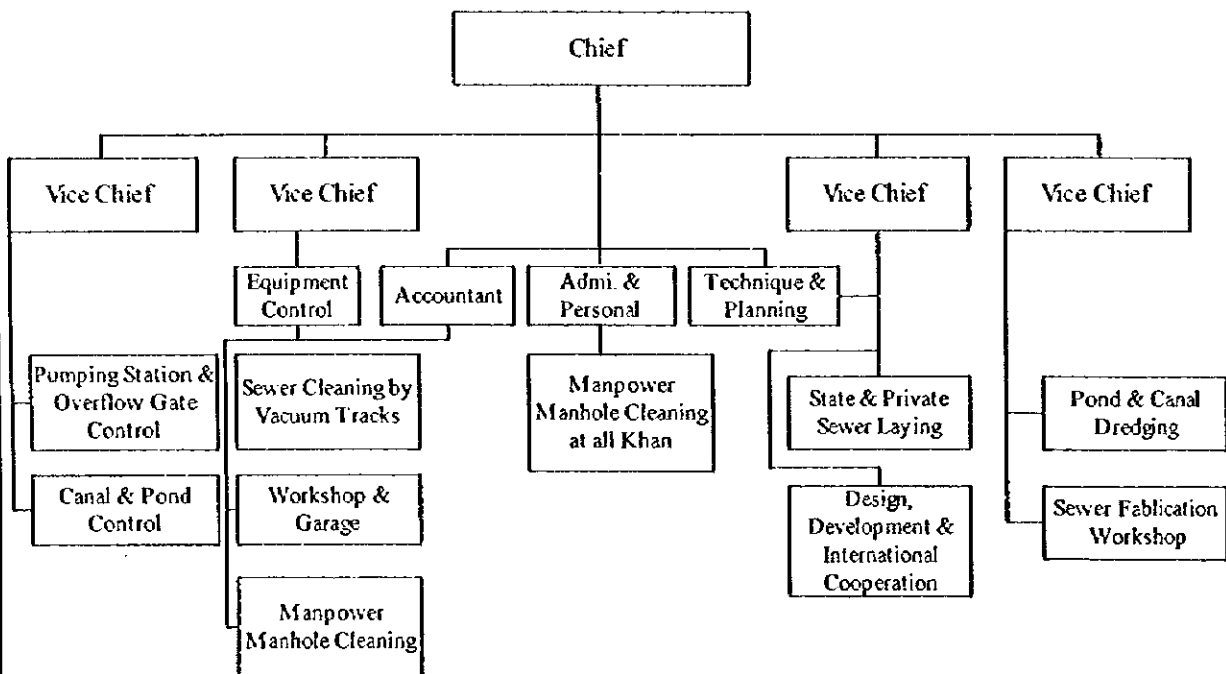 Chief
Vice Chief
Vice Chief
Vice Chief
Vice Chief
Equipment
Control
Accountant
Admi. &
Personal
Technique &
Planning
Pumping Station &
Overflow Gate
Control
Sewer Cleaning by
Vacuum Tracks
Manpower
Manhole Cleaning
at all Khan
State & Private
Sewer Laying
Pond & Canal
Dredging
Canal & Pond
Control
Workshop &
Garage
Design,
Development &
International
Cooperation
Sewer Fablication
Workshop
Manpower
Manhole Cleaning